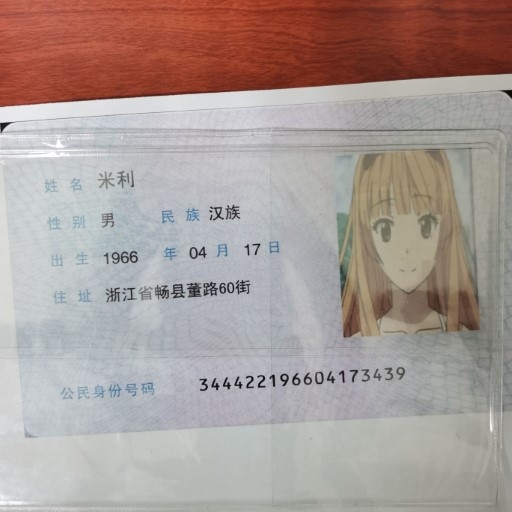 姓名 米利
性别 男 民族 汉族
出生 1966 年 04 月 17 日
住址 浙江省畅县董路60街
公民身份号码 344422196604173439